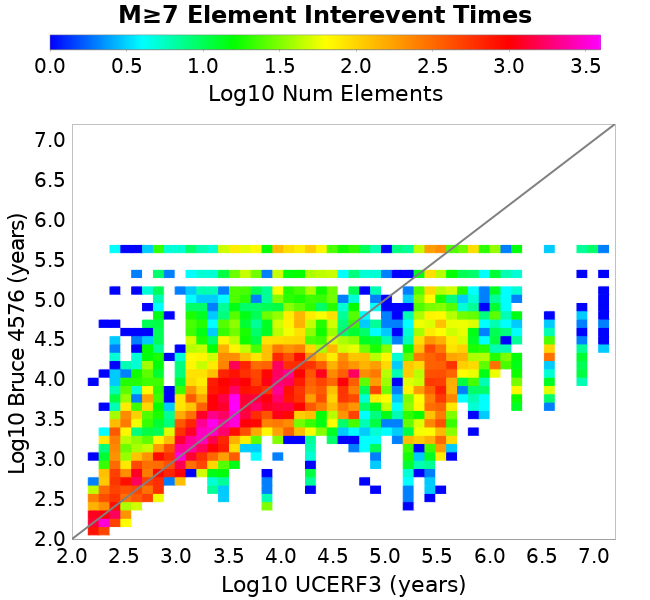 M≥7 Element Interevent Times
0.0 0.5 1.0 1.5 2.0 2.5 3.0 3.5
Log10 Num Elements
7.0
6.5
6.0
5.5
5.0
4.5
4.0
3.5
3.0
2.5
2.0
Log10 Bruce 4576 (years)
2.0 2.5 3.0 3.5 4.0 4.5 5.0 5.5 6.0 6.5 7.0
Log10 UCERF3 (years)